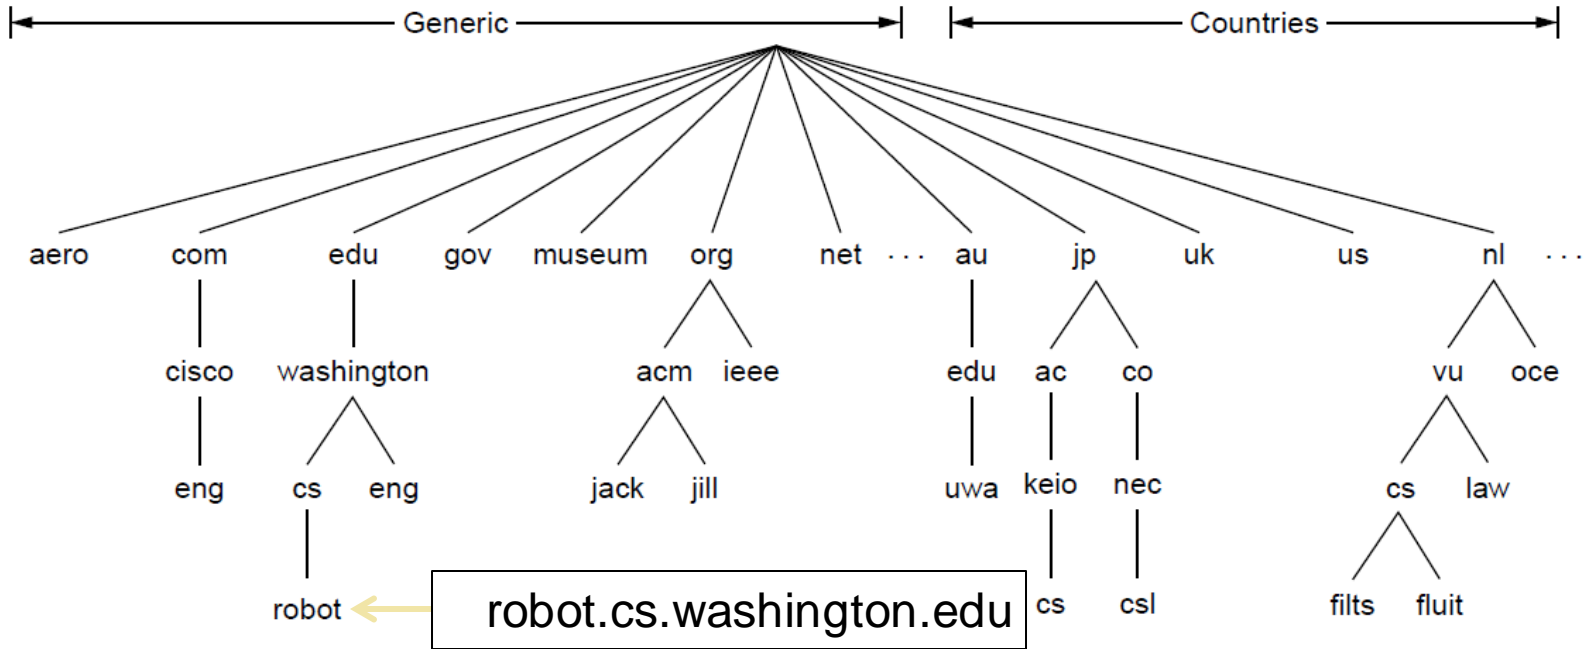 Generic Countries
aero com edu gov museum org net ··· au jp uk us nl ···
cisco washington acm ieee edu ac co vu oce
eng cs eng jack jill uwa keio nec cs law
robot robot.cs.washington.edu cs csl filts fluit